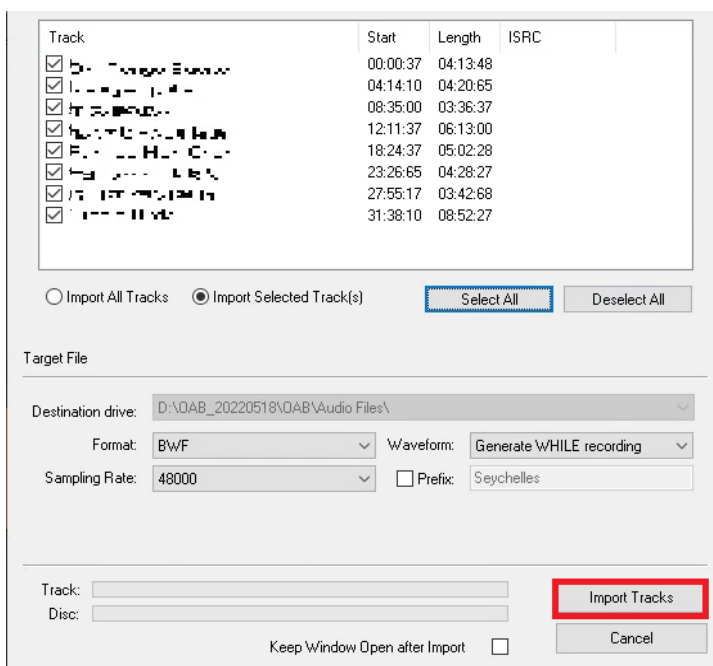 Track Start Length ISRC
00:00:37 04:13:48
04:14:10 04:20:65
08:35:00 03:36:37
12:11:37 06:13:00
18:24:37 05:02:28
23:26:65 04:28:27
27:55:17 03:42:68
31:38:10 08:52:27
Import All Tracks Import Selected Track(s) Select All Deselect All
Target File
Destination drive: D:\OAB_20220518\OAB\Audio Files\
Format: BWF Waveform: Generate WHILE recording
Sampling Rate: 48000 Prefix: Seychelles
Track: Import Tracks
Disc:
Keep Window Open after Import Cancel